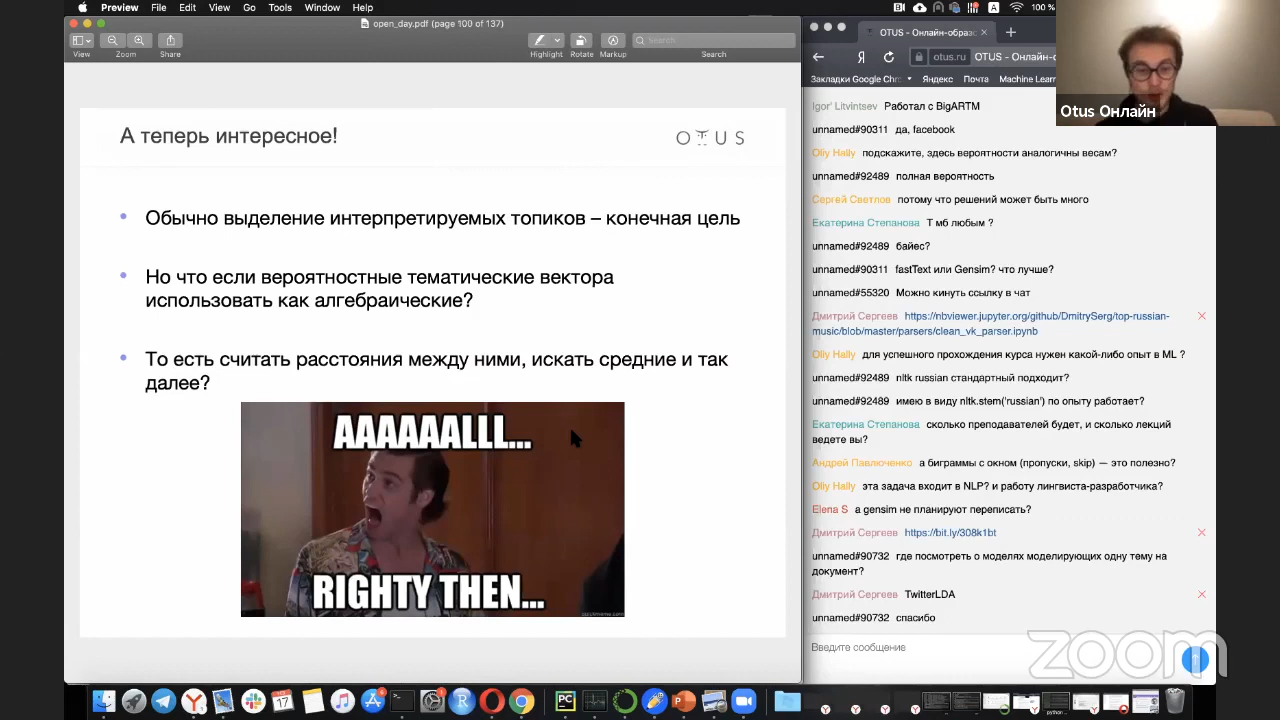 Preview File Edit View Go Tools Window Help
100 %
open_day.pdf (page 100 of 137)
View Zoom Share Highlight Rotate Markup Search
Search
А теперь интересное!
OTUS
Обычно выделение интерпретируемых топиков – конечная цель
Но что если вероятностные тематические вектора
использовать как алгебраические?
То есть считать расстояния между ними, искать средние и так
далее?
AAAAAALLL...
RIGHTY THEN...
OTUS - Онлайн-образо
otus.ru OTUS - Онлайн-о
Закладки Google Chr Яндекс Почта Machine Learn
Otus Онлайн
Igor' Litvintsev Работал с BigARTM
unnamed#90311 да, facebook
Oliy Hally подскажите, здесь вероятности аналогичны весам?
unnamed#92489 полная вероятность
Сергей Светлов потому что решений может быть много
Екатерина Степанова Т мб любым ?
unnamed#92489 байес?
unnamed#90311 fastText или Gensim? что лучше?
unnamed#55320 Можно кинуть ссылку в чат
Дмитрий Сергеев https://nbviewer.jupyter.org/github/DmitrySerg/top-russian-
music/blob/master/parsers/clean_vk_parser.ipynb
Oliy Hally для успешного прохождения курса нужен какой-либо опыт в ML ?
unnamed#92489 nltk russian стандартный подходит?
unnamed#92489 имею в виду nltk.stem('russian') по опыту работает?
Екатерина Степанова сколько преподавателей будет, и сколько лекций
ведете вы?
Андрей Павлюченко а биграммы с окном (пропуски, skip) — это полезно?
Oliy Hally эта задача входит в NLP? и работу лингвиста-разработчика?
Elena S а gensim не планируют переписать?
Дмитрий Сергеев https://bit.ly/308k1bt
unnamed#90732 где посмотреть о моделях моделирующих одну тему на
документ?
Дмитрий Сергеев TwitterLDA
unnamed#90732 спасибо
Введите сообщение
zoom